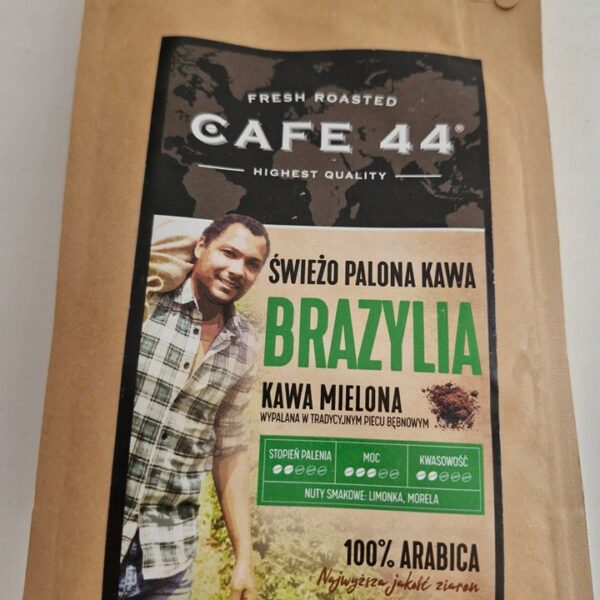 FRESH ROASTED
CAFE 44®
HIGHEST QUALITY
ŚWIEŻO PALONA KAWA
BRAZYLIA
KAWA MIELONA
WYPALANA W TRADYCYJNYM PIECU BĘBNOWYM
STOPIEŃ PALENIA MOC KWASOWOŚĆ
NUTY SMAKOWE: LIMONKA, MORELA
100% ARABICA
Najwyższa jakość ziaren